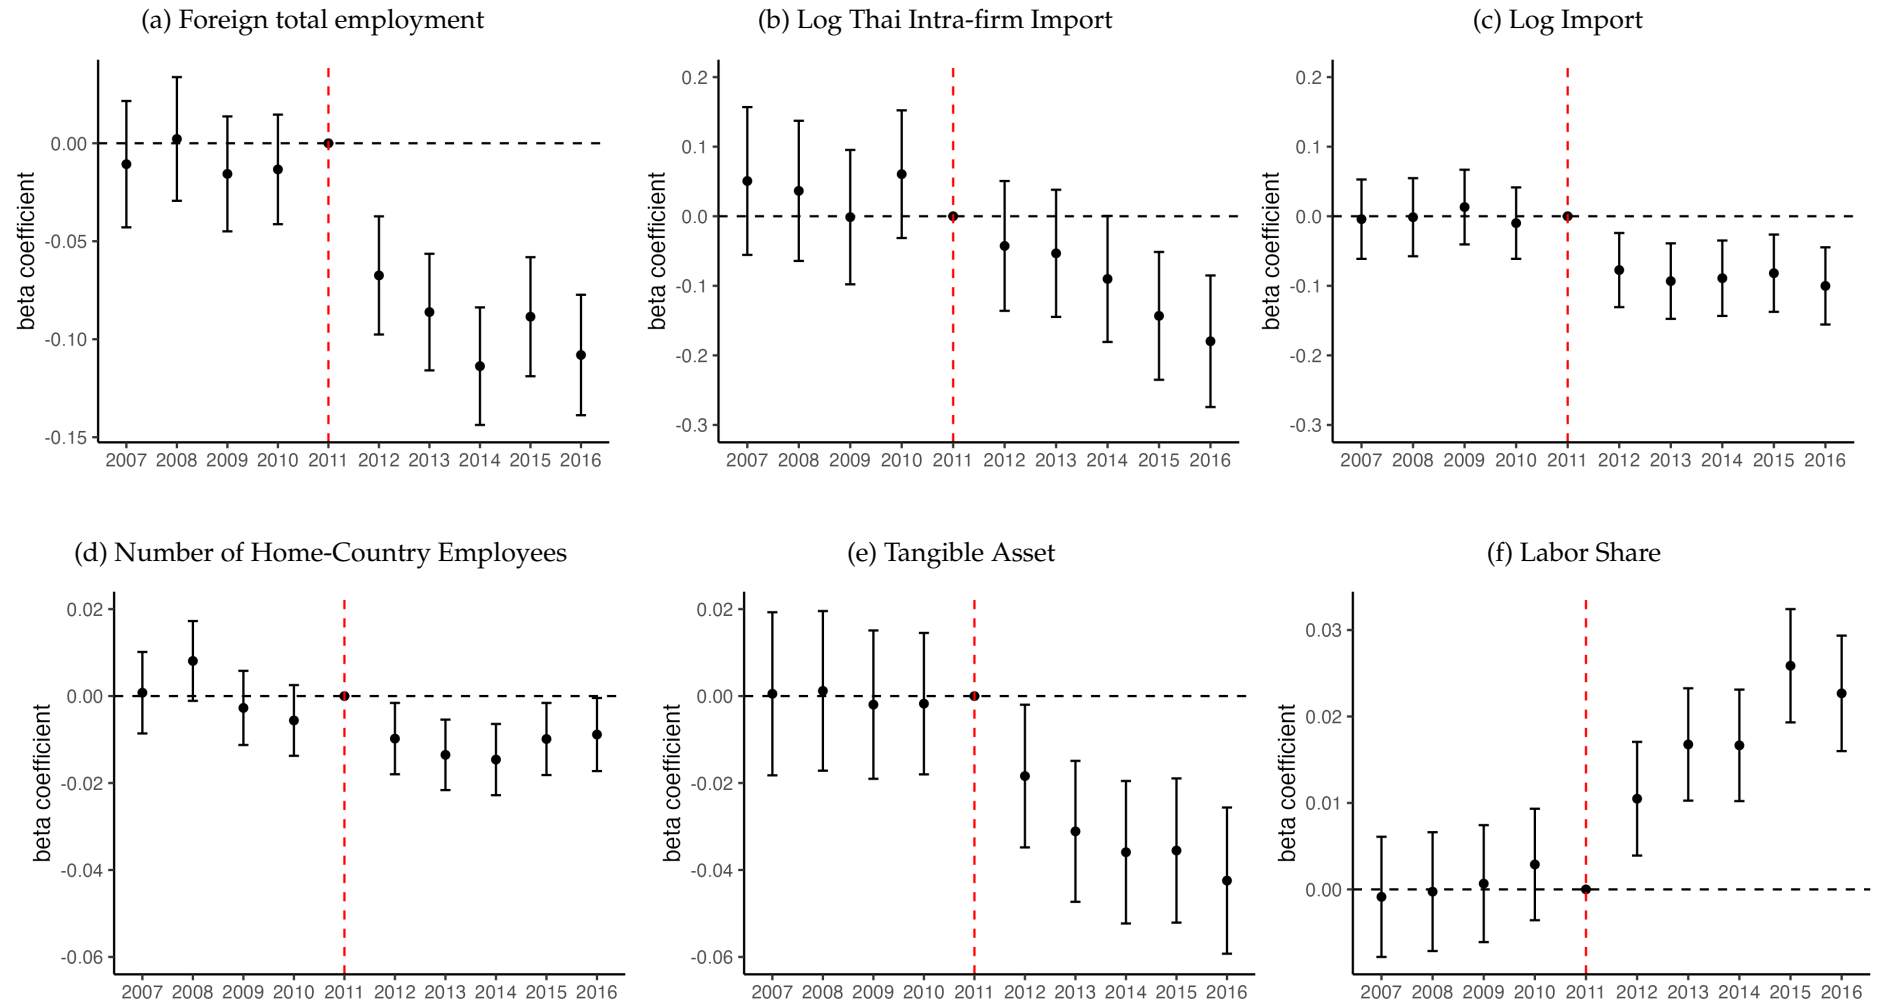 (a) Foreign total employment
beta coefficient
0.00
-0.05
-0.10
-0.15
2007 2008 2009 2010 2011 2012 2013 2014 2015 2016
(b) Log Thai Intra-firm Import
beta coefficient
0.2
0.1
0.0
-0.1
-0.2
-0.3
2007 2008 2009 2010 2011 2012 2013 2014 2015 2016
(c) Log Import
beta coefficient
0.2
0.1
0.0
-0.1
-0.2
-0.3
2007 2008 2009 2010 2011 2012 2013 2014 2015 2016
(d) Number of Home-Country Employees
beta coefficient
0.02
0.00
-0.02
-0.04
-0.06
2007 2008 2009 2010 2011 2012 2013 2014 2015 2016
(e) Tangible Asset
beta coefficient
0.02
0.00
-0.02
-0.04
-0.06
2007 2008 2009 2010 2011 2012 2013 2014 2015 2016
(f) Labor Share
beta coefficient
0.03
0.02
0.01
0.00
2007 2008 2009 2010 2011 2012 2013 2014 2015 2016